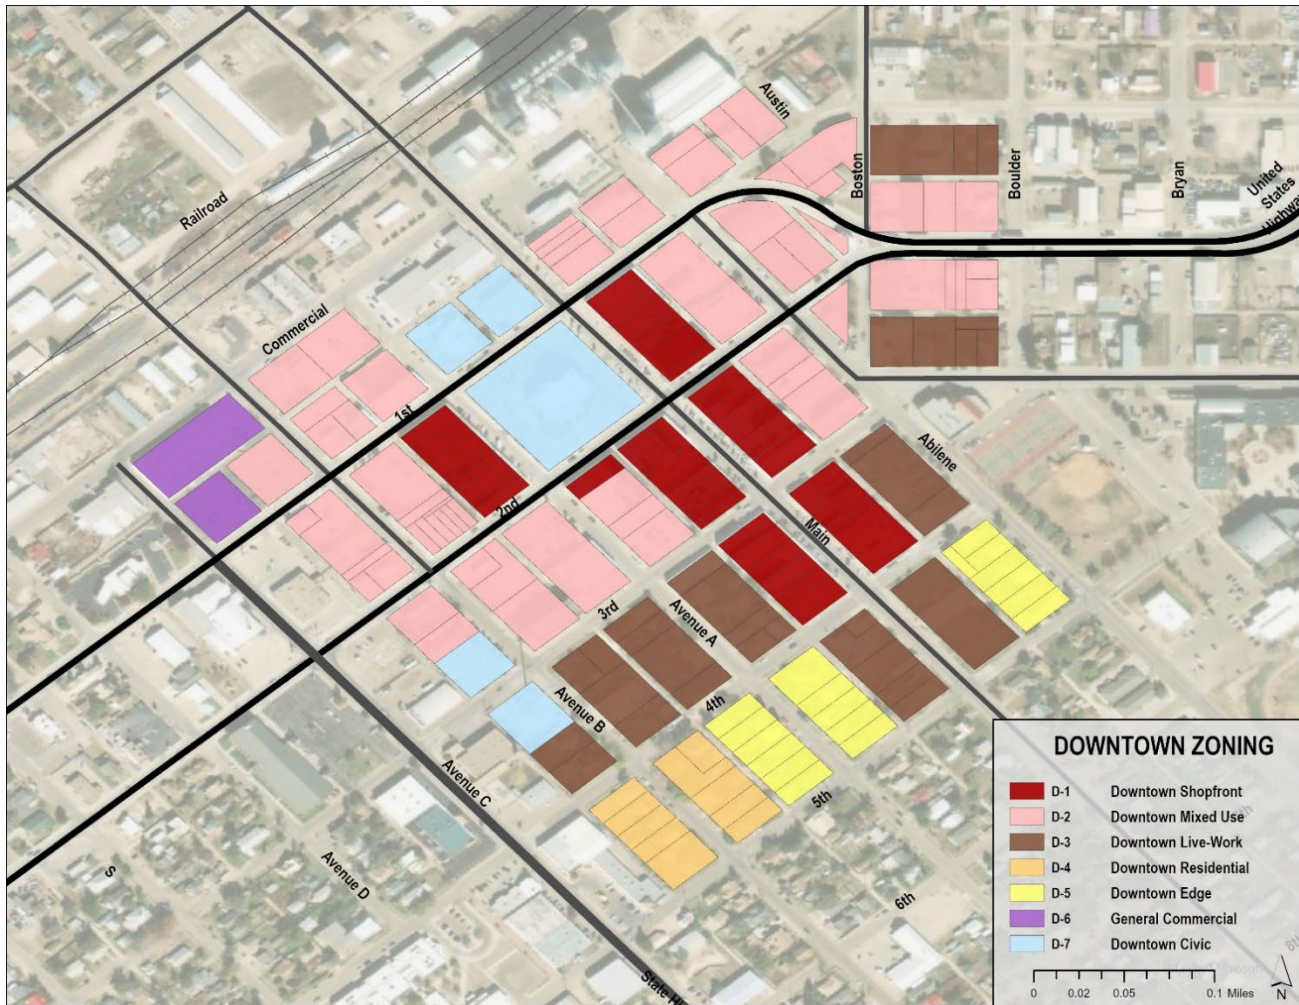 Austin
Railroad
Boston
Boulder
Bryan
United
States
Highway
Commercial
1st
2nd
Abilene
Main
3rd
Avenue A
4th
Avenue B
5th
Avenue C
Avenue D
S
6th
State H
DOWNTOWN ZONING
D-1 Downtown Shopfront
D-2 Downtown Mixed Use
D-3 Downtown Live-Work
D-4 Downtown Residential
D-5 Downtown Edge
D-6 General Commercial
D-7 Downtown Civic
0 0.02 0.05 0.1 Miles
N